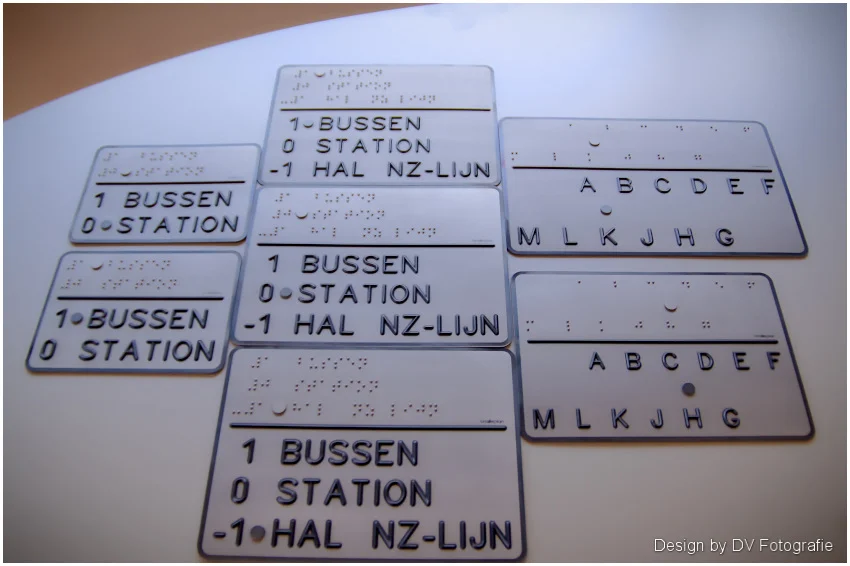 1 BUSSEN
0 STATION
1 BUSSEN
0 STATION
1 BUSSEN
0 STATION
-1 HAL NZ-LIJN
1 BUSSEN
0 STATION
-1 HAL NZ-LIJN
1 BUSSEN
0 STATION
-1 HAL NZ-LIJN
A B C D E F
M L K J H G
A B C D E F
M L K J H G
Design by DV Fotografie